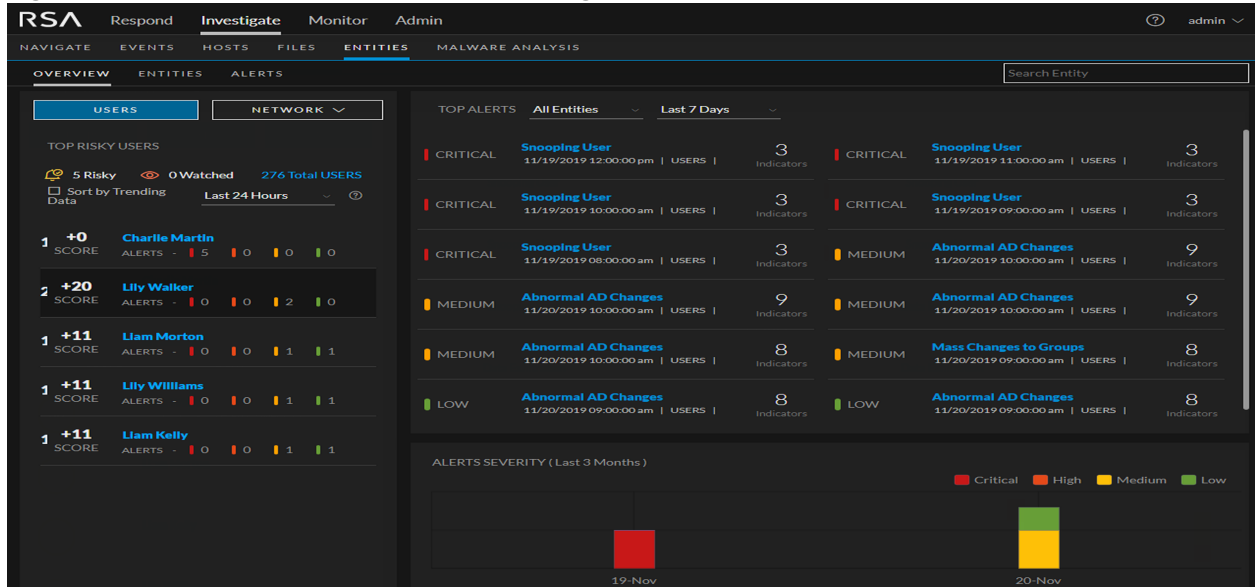 RSA Respond Investigate Monitor Admin admin
NAVIGATE EVENTS HOSTS FILES ENTITIES MALWARE ANALYSIS
OVERVIEW ENTITIES ALERTS Search Entity
USERS NETWORK
TOP RISKY USERS
5 Risky 0 Watched 276 Total USERS
Sort by Trending Data Last 24 Hours
+0 SCORE Charlie Martin
ALERTS - 5 0 0 0
+20 SCORE Lily Walker
ALERTS - 0 0 2 0
+11 SCORE Liam Morton
ALERTS - 0 0 1 1
+11 SCORE Lily Williams
ALERTS - 0 0 1 1
+11 SCORE Liam Kelly
ALERTS - 0 0 1 1
TOP ALERTS All Entities Last 7 Days
CRITICAL Snooping User 3
11/19/2019 12:00:00 pm | USERS | Indicators
CRITICAL Snooping User 3
11/19/2019 11:00:00 am | USERS | Indicators
CRITICAL Snooping User 3
11/19/2019 10:00:00 am | USERS | Indicators
CRITICAL Snooping User 3
11/19/2019 09:00:00 am | USERS | Indicators
CRITICAL Snooping User 3
11/19/2019 08:00:00 am | USERS | Indicators
MEDIUM Abnormal AD Changes 9
11/20/2019 10:00:00 am | USERS | Indicators
MEDIUM Abnormal AD Changes 9
11/20/2019 10:00:00 am | USERS | Indicators
MEDIUM Abnormal AD Changes 9
11/20/2019 10:00:00 am | USERS | Indicators
MEDIUM Abnormal AD Changes 8
11/20/2019 10:00:00 am | USERS | Indicators
MEDIUM Mass Changes to Groups 8
11/20/2019 09:00:00 am | USERS | Indicators
LOW Abnormal AD Changes 8
11/20/2019 09:00:00 am | USERS | Indicators
LOW Abnormal AD Changes 8
11/20/2019 09:00:00 am | USERS | Indicators
ALERTS SEVERITY ( Last 3 Months )
Critical High Medium Low
19-Nov 20-Nov